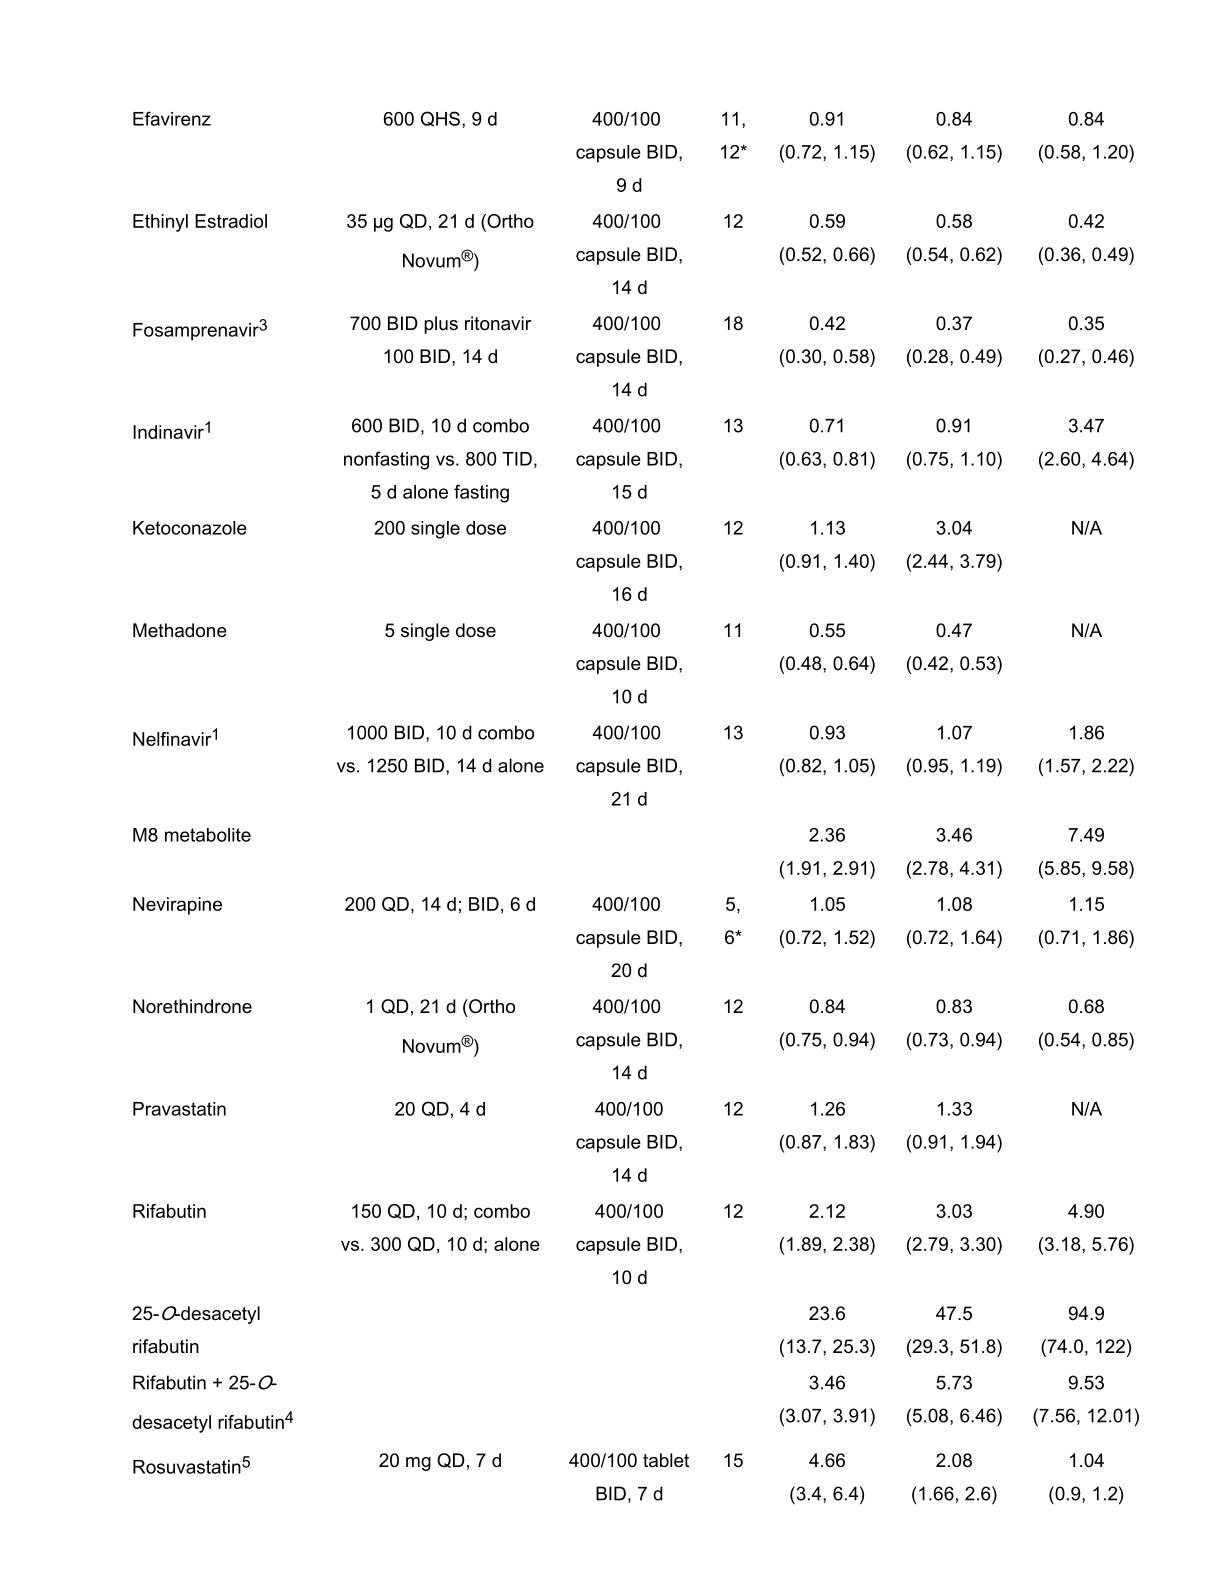 Efavirenz 600 QHS, 9 d 400/100 11, 0.91 0.84 0.84
capsule BID, 12* (0.72, 1.15) (0.62, 1.15) (0.58, 1.20)
9 d
Ethinyl Estradiol 35 µg QD, 21 d (Ortho 400/100 12 0.59 0.58 0.42
Novum®) capsule BID, (0.52, 0.66) (0.54, 0.62) (0.36, 0.49)
14 d
Fosamprenavir3 700 BID plus ritonavir 400/100 18 0.42 0.37 0.35
100 BID, 14 d capsule BID, (0.30, 0.58) (0.28, 0.49) (0.27, 0.46)
14 d
Indinavir1 600 BID, 10 d combo 400/100 13 0.71 0.91 3.47
nonfasting vs. 800 TID, capsule BID, (0.63, 0.81) (0.75, 1.10) (2.60, 4.64)
5 d alone fasting 15 d
Ketoconazole 200 single dose 400/100 12 1.13 3.04 N/A
capsule BID, (0.91, 1.40) (2.44, 3.79)
16 d
Methadone 5 single dose 400/100 11 0.55 0.47 N/A
capsule BID, (0.48, 0.64) (0.42, 0.53)
10 d
Nelfinavir1 1000 BID, 10 d combo 400/100 13 0.93 1.07 1.86
vs. 1250 BID, 14 d alone capsule BID, (0.82, 1.05) (0.95, 1.19) (1.57, 2.22)
21 d
M8 metabolite 2.36 3.46 7.49
(1.91, 2.91) (2.78, 4.31) (5.85, 9.58)
Nevirapine 200 QD, 14 d; BID, 6 d 400/100 5, 1.05 1.08 1.15
capsule BID, 6* (0.72, 1.52) (0.72, 1.64) (0.71, 1.86)
20 d
Norethindrone 1 QD, 21 d (Ortho 400/100 12 0.84 0.83 0.68
Novum®) capsule BID, (0.75, 0.94) (0.73, 0.94) (0.54, 0.85)
14 d
Pravastatin 20 QD, 4 d 400/100 12 1.26 1.33 N/A
capsule BID, (0.87, 1.83) (0.91, 1.94)
14 d
Rifabutin 150 QD, 10 d; combo 400/100 12 2.12 3.03 4.90
vs. 300 QD, 10 d; alone capsule BID, (1.89, 2.38) (2.79, 3.30) (3.18, 5.76)
10 d
25-O-desacetyl 23.6 47.5 94.9
rifabutin (13.7, 25.3) (29.3, 51.8) (74.0, 122)
Rifabutin + 25-O- 3.46 5.73 9.53
desacetyl rifabutin4 (3.07, 3.91) (5.08, 6.46) (7.56, 12.01)
Rosuvastatin5 20 mg QD, 7 d 400/100 tablet 15 4.66 2.08 1.04
BID, 7 d (3.4, 6.4) (1.66, 2.6) (0.9, 1.2)